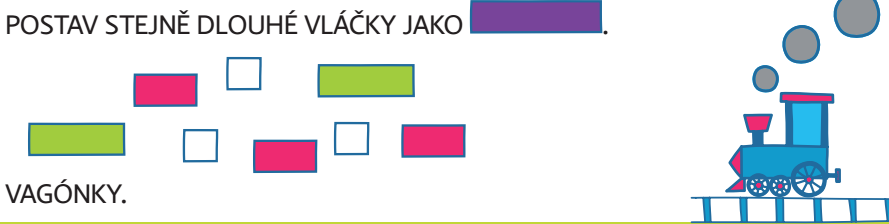 POSTAV STEJNĚ DLOUHÉ VLÁČKY JAKO .
VAGÓNKY.